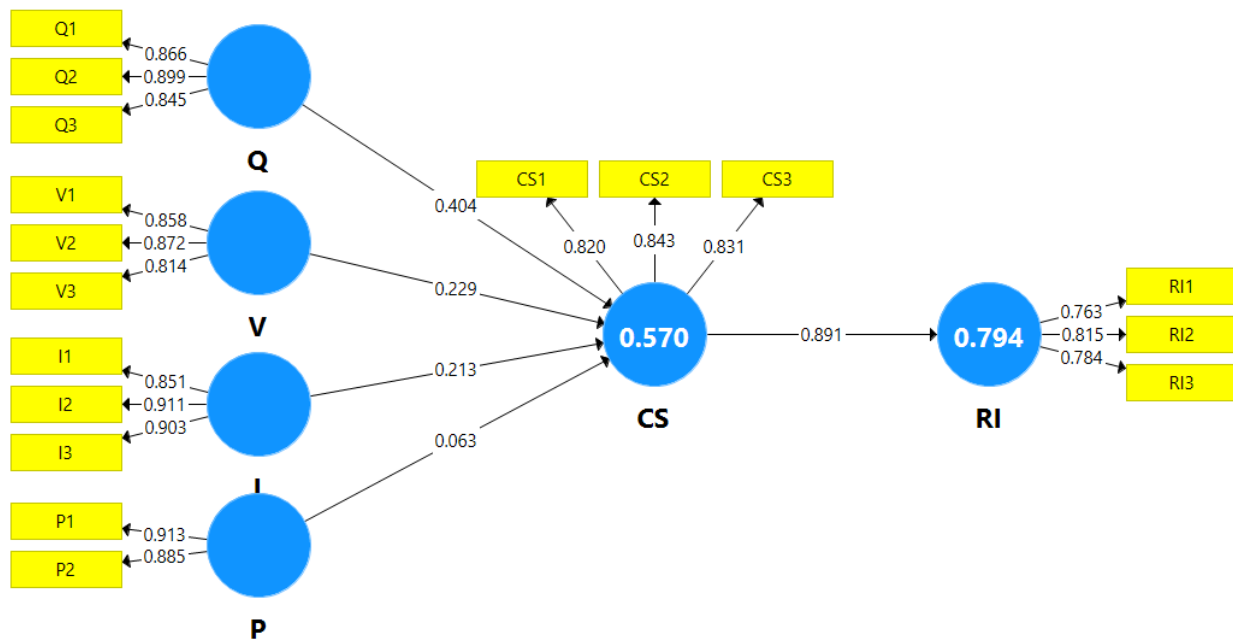 Q1
Q2
Q3
0.866
0.899
0.845
Q
V1
V2
V3
0.858
0.872
0.814
V
I1
I2
I3
0.851
0.911
0.903
I
P1
P2
0.913
0.885
P
0.404
0.229
0.213
0.063
CS1
CS2
CS3
0.820
0.843
0.831
0.570
CS
0.891
0.794
RI
0.763
0.815
0.784
RI1
RI2
RI3